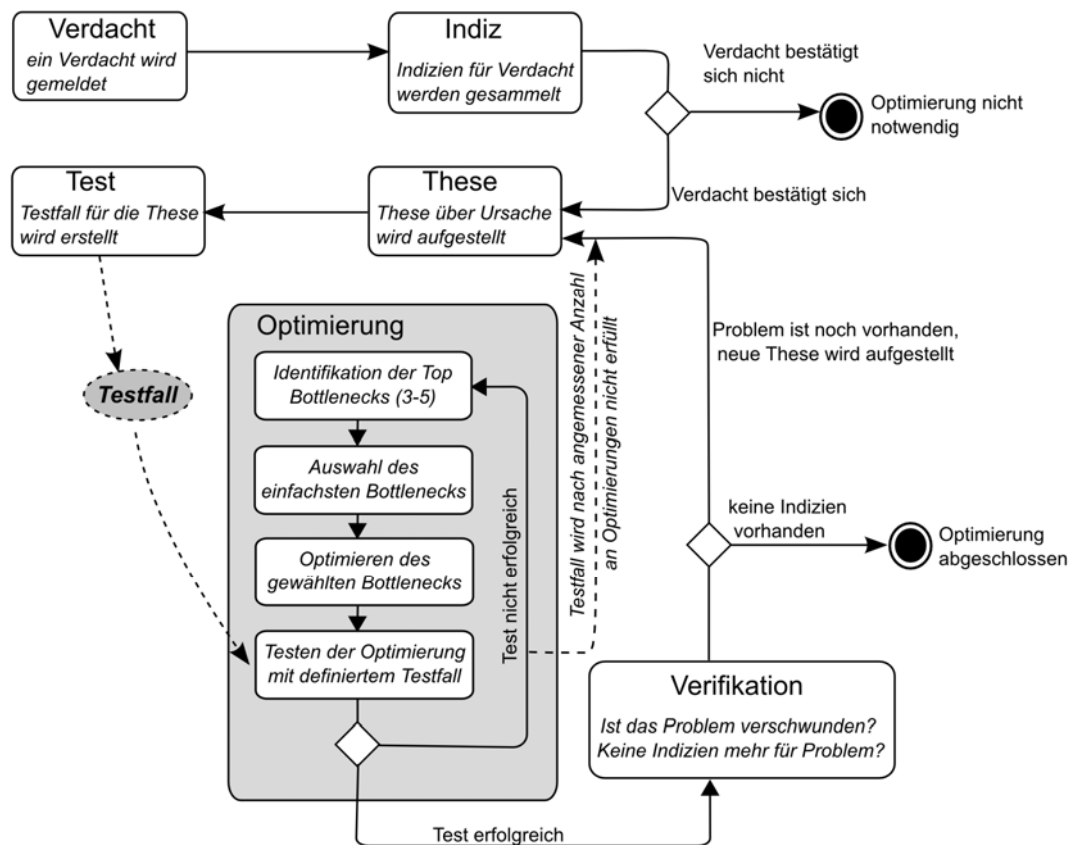 Verdacht
ein Verdacht wird
gemeldet
Indiz
Indizien für Verdacht
werden gesammelt
Verdacht bestätigt
sich nicht
Optimierung nicht
notwendig
Verdacht bestätigt sich
Test
Testfall für die These
wird erstellt
These
These über Ursache
wird aufgestellt
Testfall
Optimierung
Identifikation der Top
Bottlenecks (3-5)
Auswahl des
einfachsten Bottlenecks
Optimieren des
gewählten Bottlenecks
Testen der Optimierung
mit definiertem Testfall
Test nicht erfolgreich
Testfall wird nach angemessener Anzahl
an Optimierungen nicht erfüllt
Problem ist noch vorhanden,
neue These wird aufgestellt
keine Indizien
vorhanden
Optimierung
abgeschlossen
Verifikation
Ist das Problem verschwunden?
Keine Indizien mehr für Problem?
Test erfolgreich